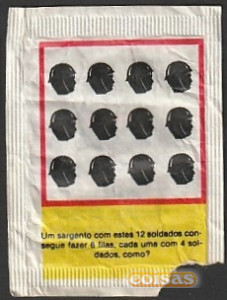 Um sargento com estes 12 soldados con-
segue fazer 6 filas, cada uma com 4 sol-
dados, como?
coisas